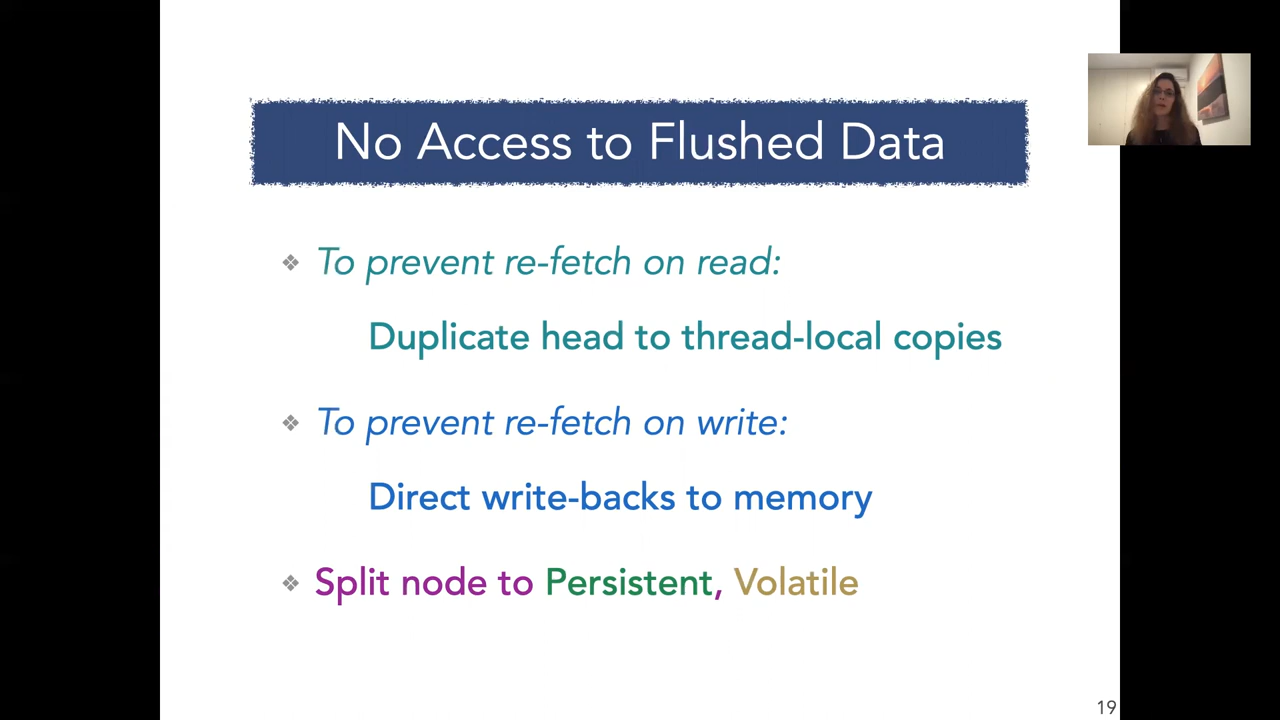 No Access to Flushed Data
❖ To prevent re-fetch on read:
Duplicate head to thread-local copies
❖ To prevent re-fetch on write:
Direct write-backs to memory
❖ Split node to Persistent, Volatile
19